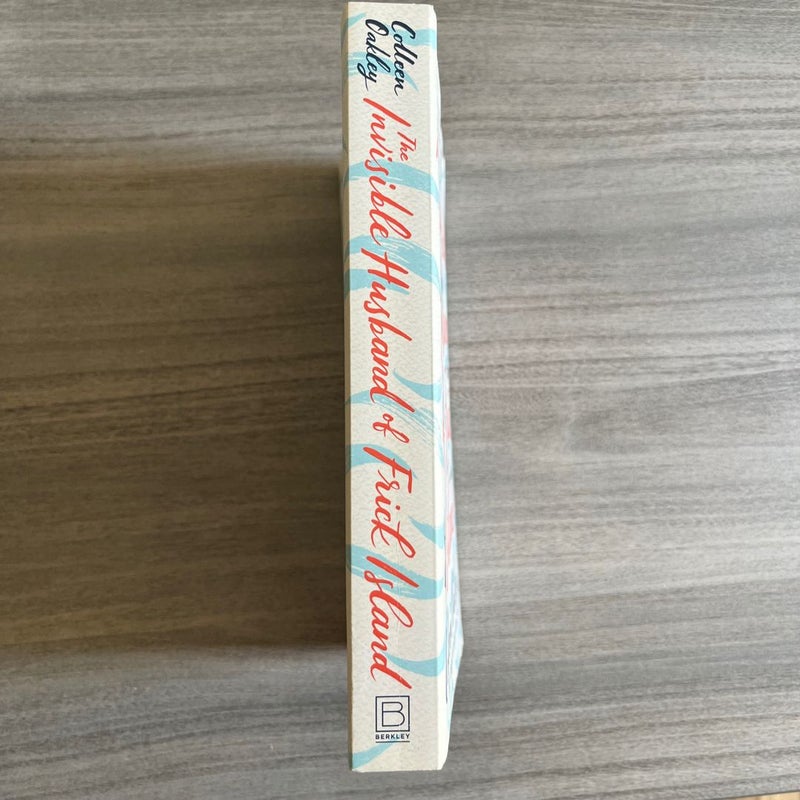 Colleen
Oakley
The
Invisible Husband of Frick Island
B
BERKLEY